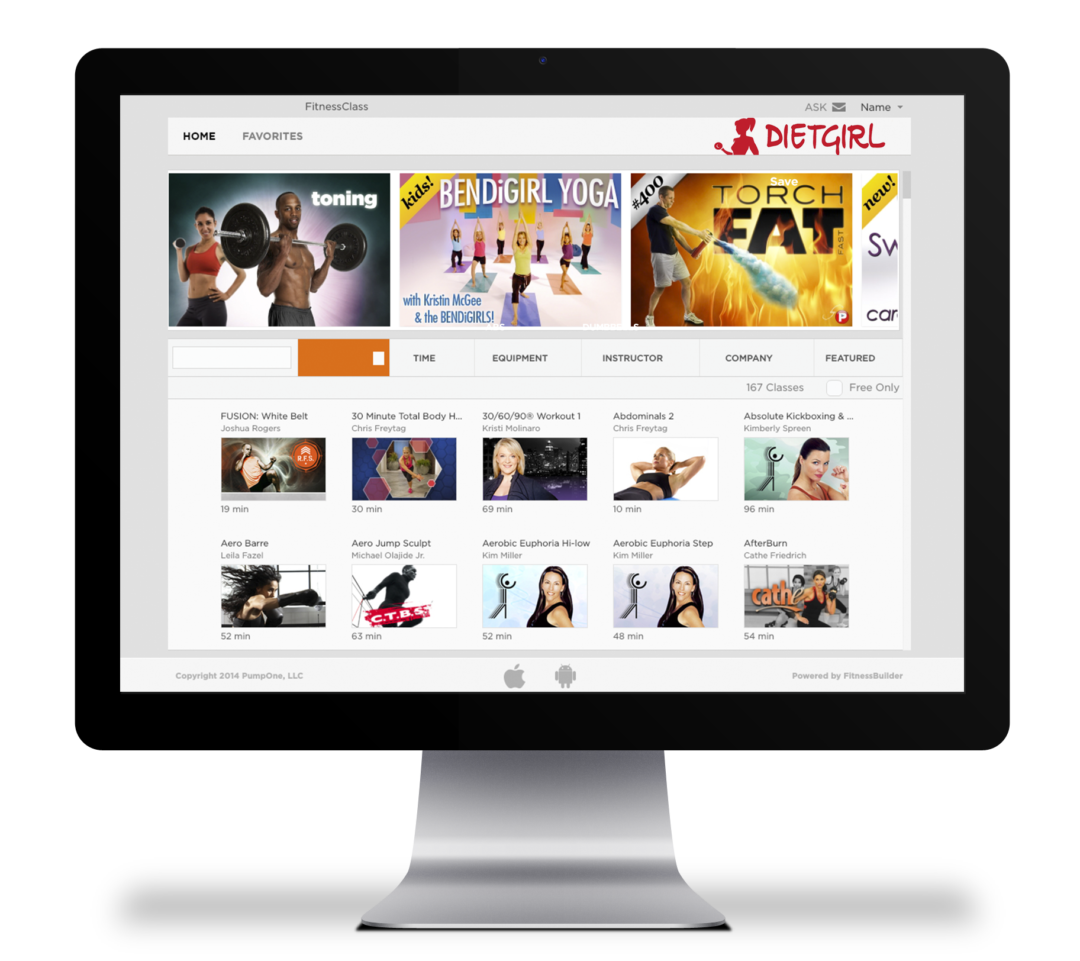 FitnessClass
ASK
Name
HOME
FAVORITES
DIETGIRL
toning
kids!
BENDiGIRL YOGA
with Kristin McGee
& the BENDiGIRLS!
#400
Save
TORCH
FAT
FAST
P
new!
Sw
car
TIME
EQUIPMENT
INSTRUCTOR
COMPANY
FEATURED
167 Classes
Free Only
FUSION: White Belt
Joshua Rogers
R.F.S.
19 min
30 Minute Total Body H...
Chris Freytag
30 min
30/60/90® Workout 1
Kristi Molinaro
69 min
Abdominals 2
Chris Freytag
10 min
Absolute Kickboxing & ...
Kimberly Spreen
96 min
Aero Barre
Leila Fazel
52 min
Aero Jump Sculpt
Michael Olajide Jr.
C.T.B.S.
63 min
Aerobic Euphoria Hi-low
Kim Miller
52 min
Aerobic Euphoria Step
Kim Miller
48 min
AfterBurn
Cathe Friedrich
cathe
54 min
Copyright 2014 PumpOne, LLC
Powered by FitnessBuilder